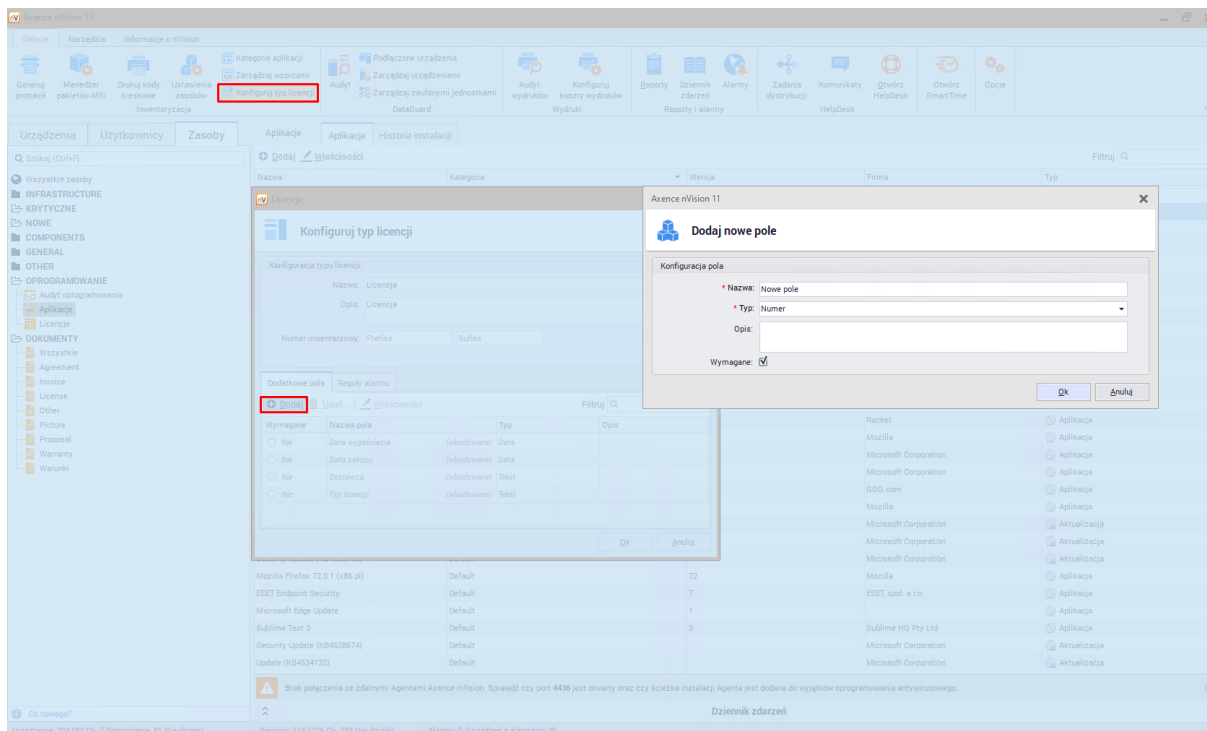 Axence nVision 11
Główne Narzędzia Informacje o nVision
Generuj protokół
Menedżer pakietów MSI
Drukuj kody kreskowe
Ustawienia zasobów
Kategorie aplikacji
Zarządzaj wzorcami
Konfiguruj typ licencji
Inwentaryzacja
Audyt
Podłączone urządzenia
Zarządzaj urządzeniami
Zarządzaj zaufanymi jednostkami
DataGuard
Audyt wydruków
Konfiguruj koszty wydruków
Wydruki
Raporty
Dziennik zdarzeń
Alarmy
Raporty i alarmy
Zadania dystrybucji
Komunikaty
Otwórz HelpDesk
HelpDesk
Otwórz SmartTime
Opcje
Urządzenia Użytkownicy Zasoby
Szukaj (Ctrl+F)
Wszystkie zasoby
INFRASTRUCTURE
KRYTYCZNE
NOWE
COMPONENTS
GENERAL
OTHER
OPROGRAMOWANIE
Audyt oprogramowania
Aplikacje
Licencje
DOKUMENTY
Wszystkie
Agreement
Invoice
License
Other
Picture
Proposal
Warranty
Warunki
Co nowego?
Aplikacje Aplikacje Historia instalacji
Dodaj Właściwości Filtruj
Nazwa Kategoria Wersja Firma Typ
Licencja
Konfiguruj typ licencji
Konfiguracja typu licencji
Nazwa: Licencja
Opis: Licencja
Numer inwentarzowy: Prefiks Sufiks
Dodatkowe pola Reguły alarmu
Dodaj Usuń... Właściwości Filtruj
Wymagane Nazwa pola Typ Opis
Nie Data wygaśnięcia (wbudowane) Data
Nie Data zakupu (wbudowane) Data
Nie Dostawca (wbudowane) Tekst
Nie Typ licencji (wbudowane) Tekst
Ok Anuluj
Axence nVision 11
Dodaj nowe pole
Konfiguracja pola
* Nazwa: Nowe pole
* Typ: Numer
Opis:
Wymagane:
Ok Anuluj
Racket Aplikacja
Mozilla Aplikacja
Microsoft Corporation Aplikacja
Microsoft Corporation Aplikacja
GOG.com Aplikacja
Mozilla Aplikacja
Microsoft Corporation Aktualizacja
Microsoft Corporation Aktualizacja
Microsoft Corporation Aktualizacja
Mozilla Firefox 72.0.1 (x86 pl) Default 72 Mozilla Aplikacja
ESET Endpoint Security Default 7 ESET, spol. s r.o. Aplikacja
Microsoft Edge Update Default 1 Aplikacja
Sublime Text 3 Default 3 Sublime HQ Pty Ltd Aplikacja
Security Update (KB4538674) Default Microsoft Corporation Aktualizacja
Update (KB4534132) Default Microsoft Corporation Aktualizacja
Brak połączenia ze zdalnymi Agentami Axence nVision. Sprawdź czy port 4436 jest otwarty oraz czy ścieżka instalacji Agenta jest dodana do wyjątków oprogramowania antywirusowego.
Dziennik zdarzeń